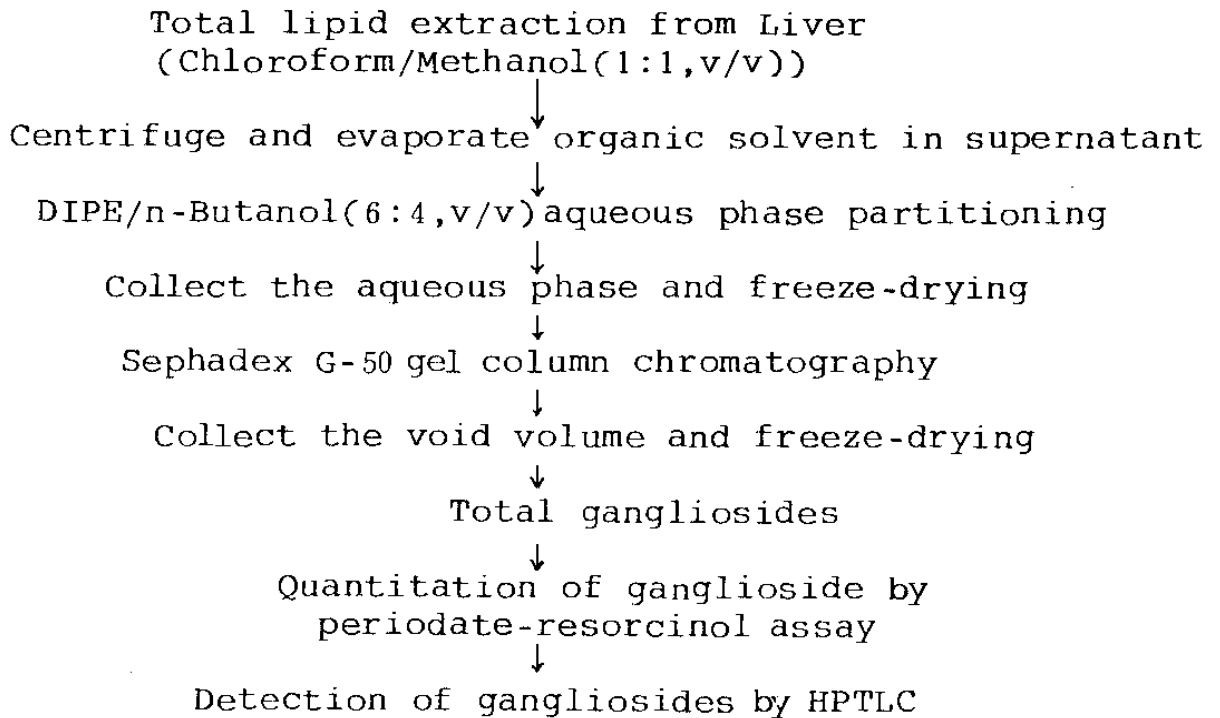 Total lipid extraction from Liver
(Chloroform/Methanol(1:1,v/v))
Centrifuge and evaporate organic solvent in supernatant
DIPE/n-Butanol(6:4,v/v)aqueous phase partitioning
Collect the aqueous phase and freeze-drying
Sephadex G-50 gel column chromatography
Collect the void volume and freeze-drying
Total gangliosides
Quantitation of ganglioside by
periodate-resorcinol assay
Detection of gangliosides by HPTLC